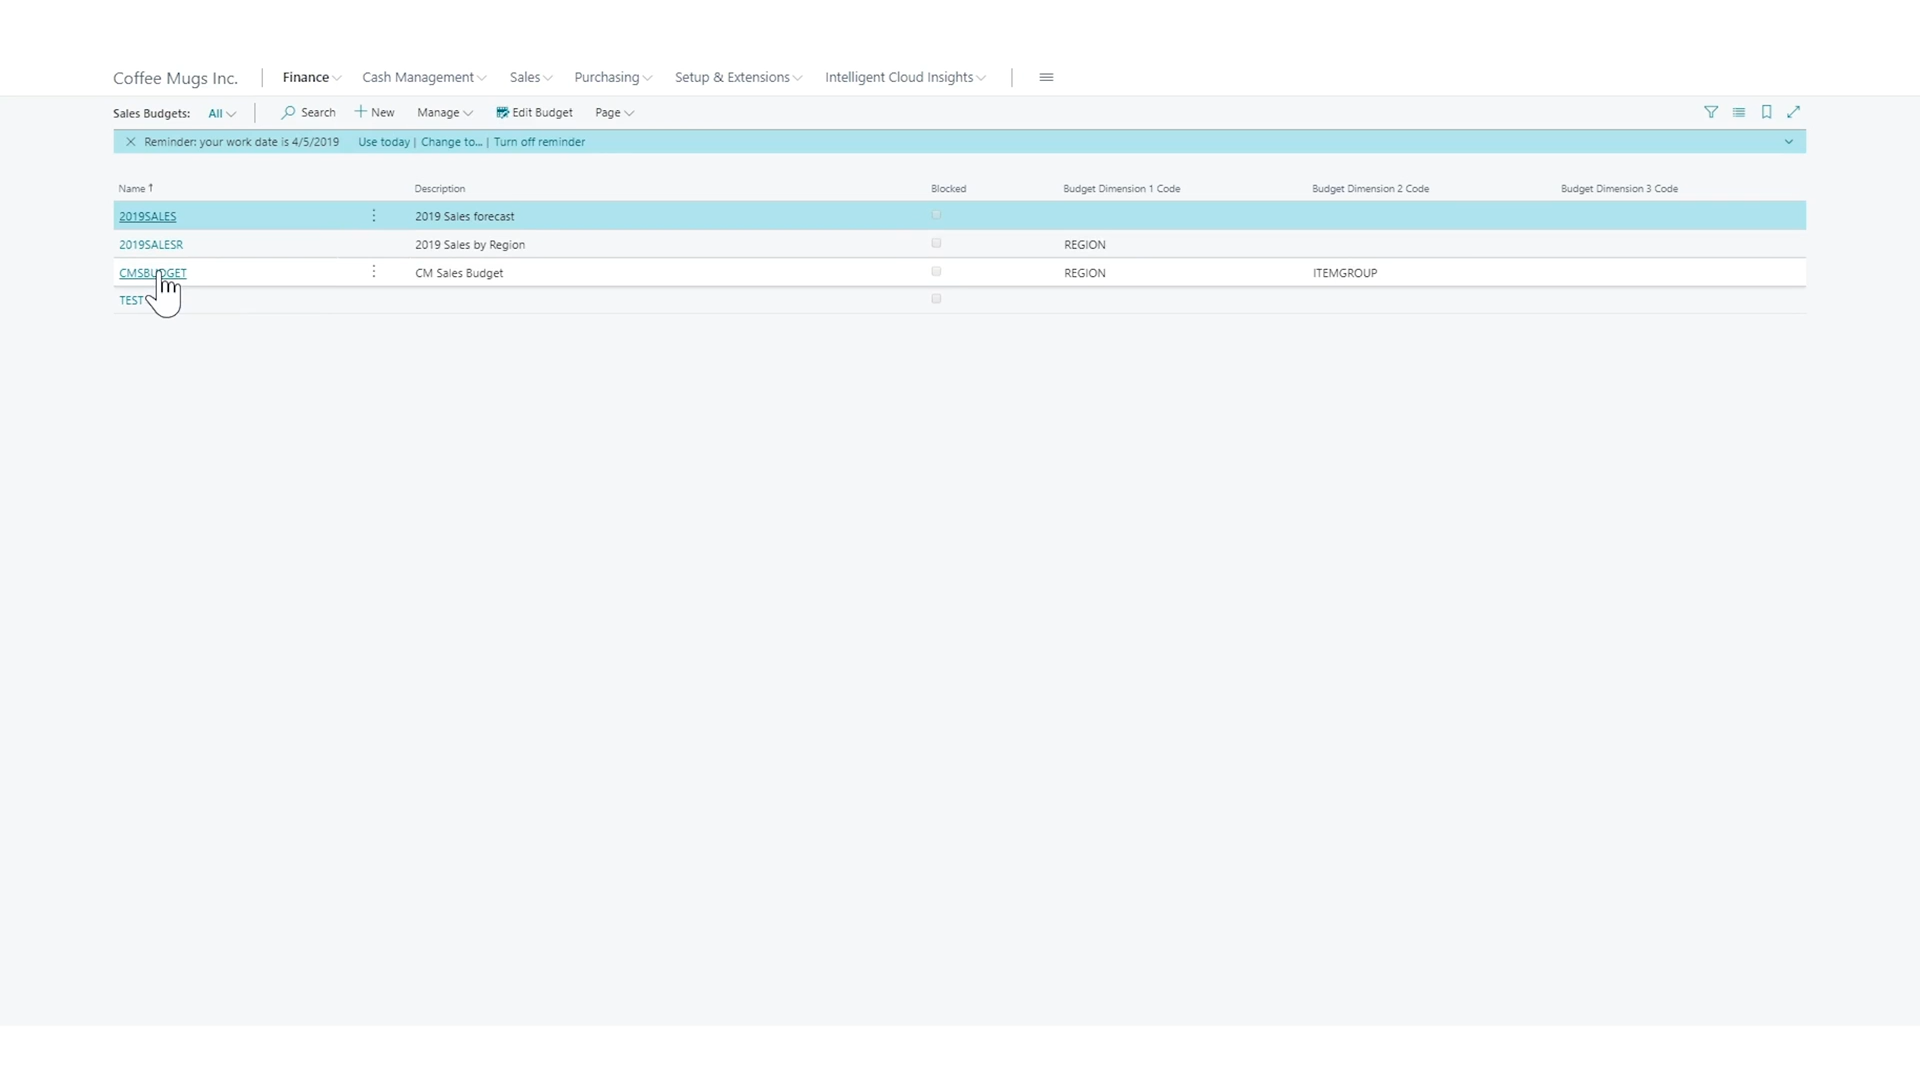 Coffee Mugs Inc. Finance Cash Management Sales Purchasing Setup & Extensions Intelligent Cloud Insights
Sales Budgets: All Search New Manage Edit Budget Page
Reminder: your work date is 4/5/2019 Use today | Change to... | Turn off reminder
Name Description Blocked Budget Dimension 1 Code Budget Dimension 2 Code Budget Dimension 3 Code
2019SALES 2019 Sales forecast
2019SALESR 2019 Sales by Region REGION
CMSBUDGET CM Sales Budget REGION ITEMGROUP
TEST